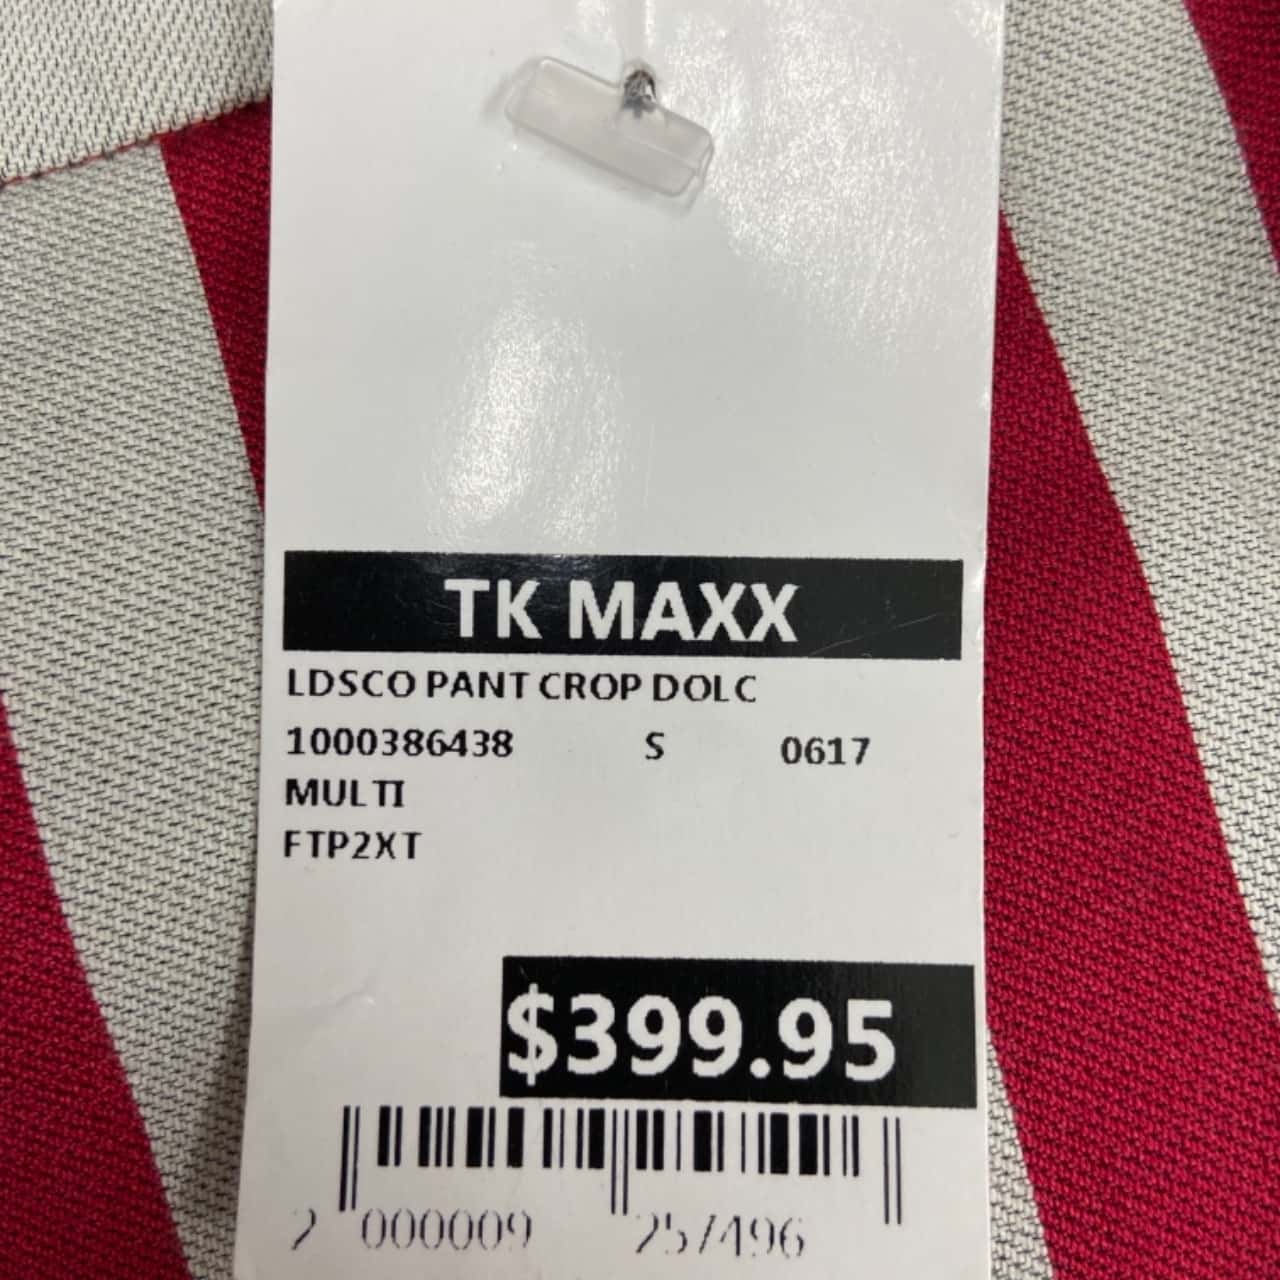 TK MAXX
LDSCO PANT CROP DOLC
1000386438 S 0617
MULTI
FTP2XT
$399.95
2 000009 257496